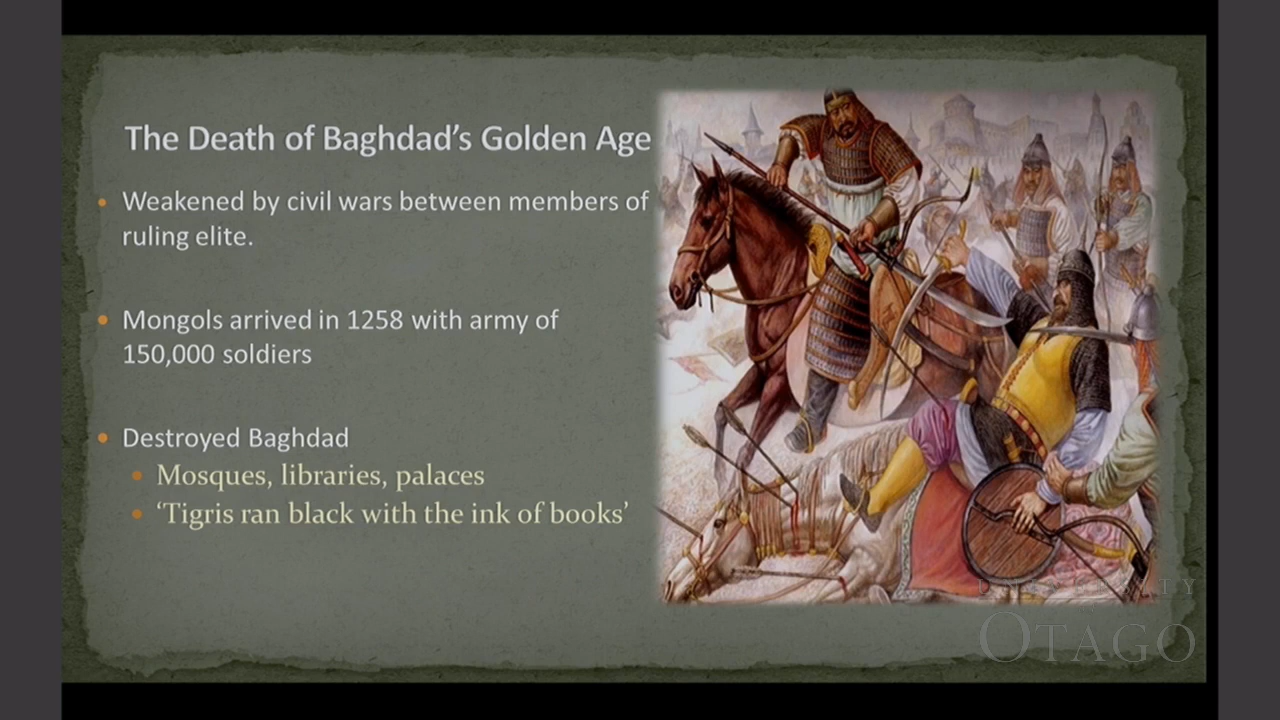 The Death of Baghdad's Golden Age
• Weakened by civil wars between members of
ruling elite.
• Mongols arrived in 1258 with army of
150,000 soldiers
• Destroyed Baghdad
• Mosques, libraries, palaces
• ‘Tigris ran black with the ink of books’
UNIVERSITY
OTAGO